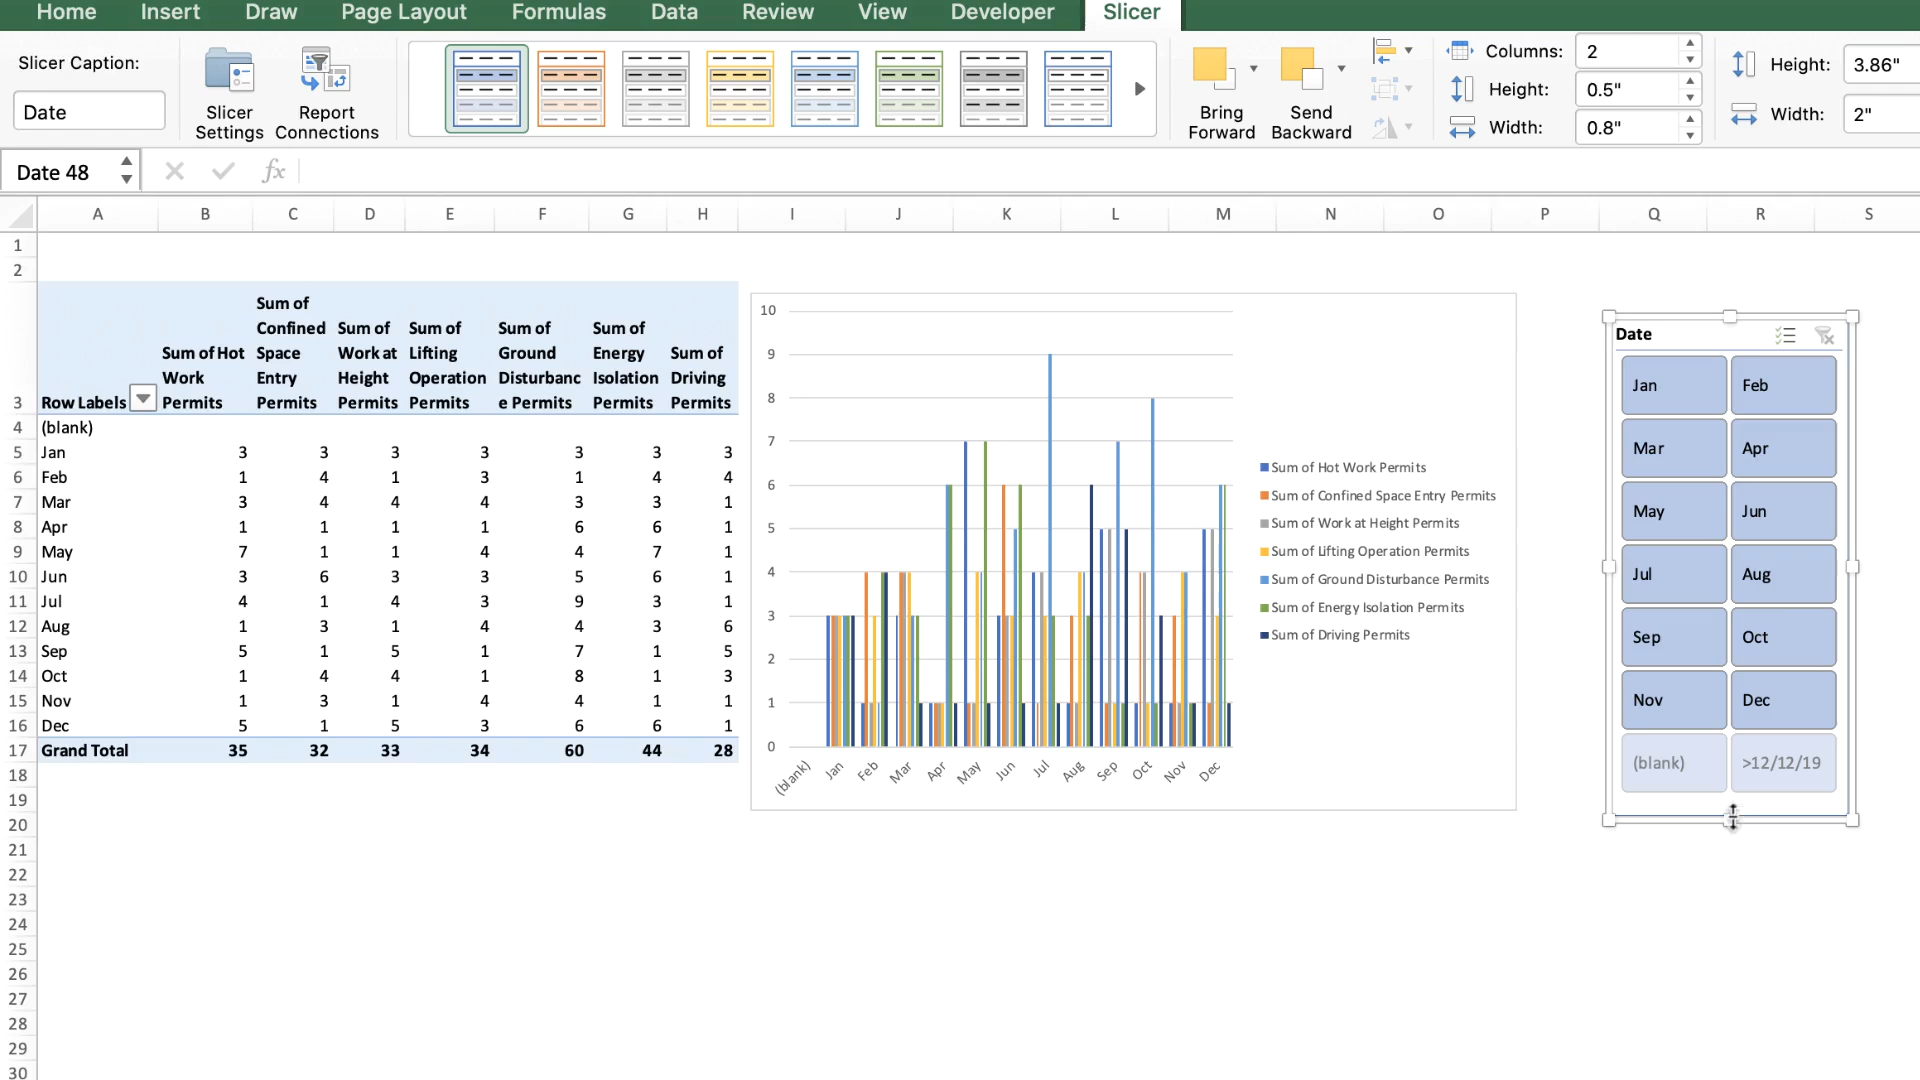 Home Insert Draw Page Layout Formulas Data Review View Developer Slicer
Slicer Caption:
Date
Slicer
Settings
Report
Connections
Bring
Forward
Send
Backward
Columns: 2
Height: 0.5"
Width: 0.8"
Height: 3.86"
Width: 2"
Date 48
fx
A B C D E F G H I J K L M N O P Q R S
1
2
3 Row Labels
Sum of Hot
Work
Permits
Sum of
Confined
Space
Entry
Permits
Sum of
Work at
Height
Permits
Sum of
Lifting
Operation
Permits
Sum of
Ground
Disturbanc
e Permits
Sum of
Energy
Isolation
Permits
Sum of
Driving
Permits
4 (blank)
5 Jan 3 3 3 3 3 3 3
6 Feb 1 4 1 3 1 4 4
7 Mar 3 4 4 4 3 3 1
8 Apr 1 1 1 1 6 6 1
9 May 7 1 1 4 4 7 1
10 Jun 3 6 3 3 5 6 1
11 Jul 4 1 4 3 9 3 1
12 Aug 1 3 1 4 4 3 6
13 Sep 5 1 5 1 7 1 5
14 Oct 1 4 4 1 8 1 3
15 Nov 1 3 1 4 4 1 1
16 Dec 5 1 5 3 6 6 1
17 Grand Total 35 32 33 34 60 44 28
18
19
20
21
22
23
24
25
26
27
28
29
30
10
9
8
7
6
5
4
3
2
1
0
(blank) Jan Feb Mar Apr May Jun Jul Aug Sep Oct Nov Dec
Sum of Hot Work Permits
Sum of Confined Space Entry Permits
Sum of Work at Height Permits
Sum of Lifting Operation Permits
Sum of Ground Disturbance Permits
Sum of Energy Isolation Permits
Sum of Driving Permits
Date
Jan Feb
Mar Apr
May Jun
Jul Aug
Sep Oct
Nov Dec
(blank) >12/12/19